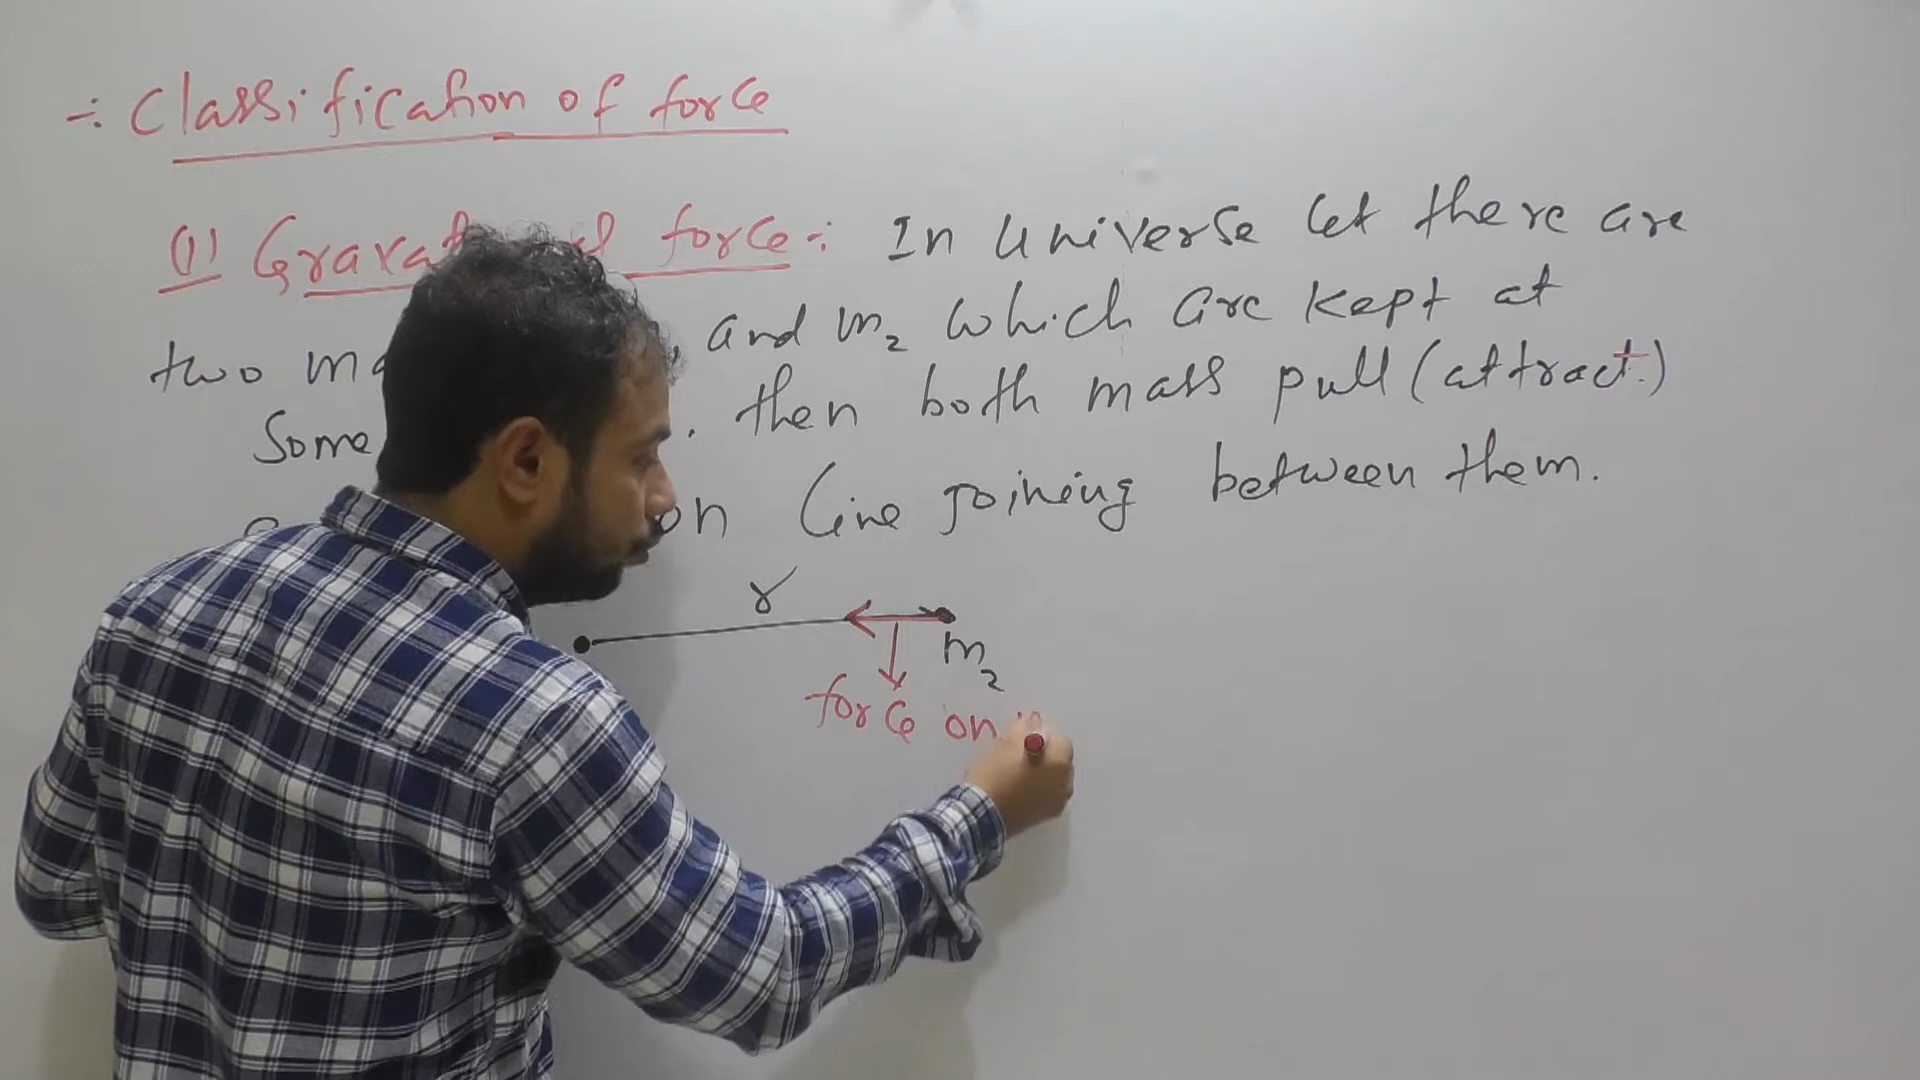 ÷ Classification of force
(1) force ÷ In universe let there are
two and m₂ which are kept at
Some . then both mass pull (attract.)
on line joining between them.
r
m₂
force on